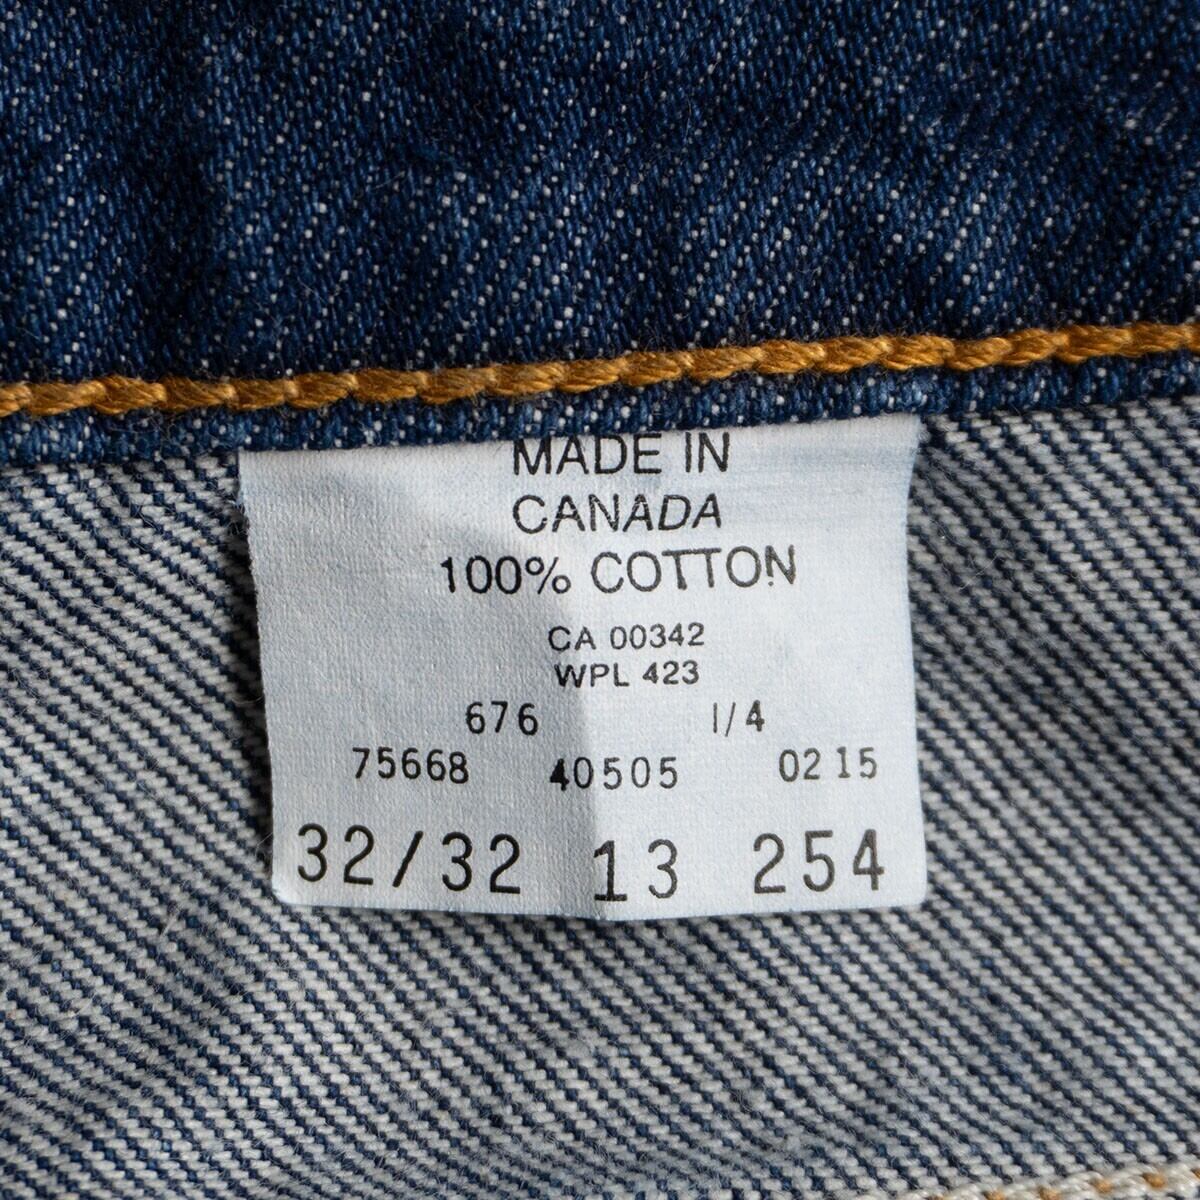 MADE IN
CANADA
100% COTTON
CA 00342
WPL 423
676 1/4
75668 40505 02 15
32/32 13 254